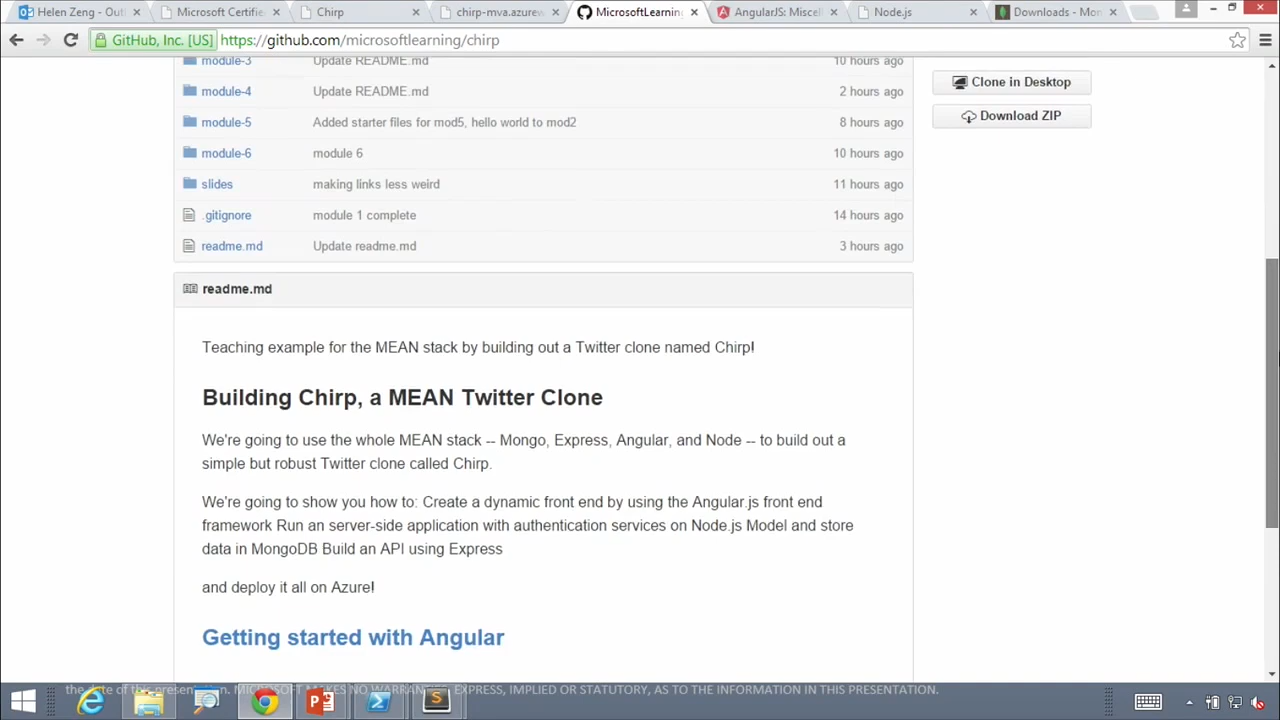 Helen Zeng - Outl
Microsoft Certifie
Chirp
chirp-mva.azurew
MicrosoftLearning
AngularJS: Miscell
Node.js
Downloads - Mon
GitHub, Inc. [US] https://github.com/microsoftlearning/chirp
module-3 Update README.md 10 hours ago
module-4 Update README.md 2 hours ago
module-5 Added starter files for mod5, hello world to mod2 8 hours ago
module-6 module 6 10 hours ago
slides making links less weird 11 hours ago
.gitignore module 1 complete 14 hours ago
readme.md Update readme.md 3 hours ago
Clone in Desktop
Download ZIP
readme.md
Teaching example for the MEAN stack by building out a Twitter clone named Chirp!
Building Chirp, a MEAN Twitter Clone
We're going to use the whole MEAN stack -- Mongo, Express, Angular, and Node -- to build out a
simple but robust Twitter clone called Chirp.
We're going to show you how to: Create a dynamic front end by using the Angular.js front end
framework Run an server-side application with authentication services on Node.js Model and store
data in MongoDB Build an API using Express
and deploy it all on Azure!
Getting started with Angular
the date of this presentation. MICROSOFT MAKES NO WARRANTIES, EXPRESS, IMPLIED OR STATUTORY, AS TO THE INFORMATION IN THIS PRESENTATION.